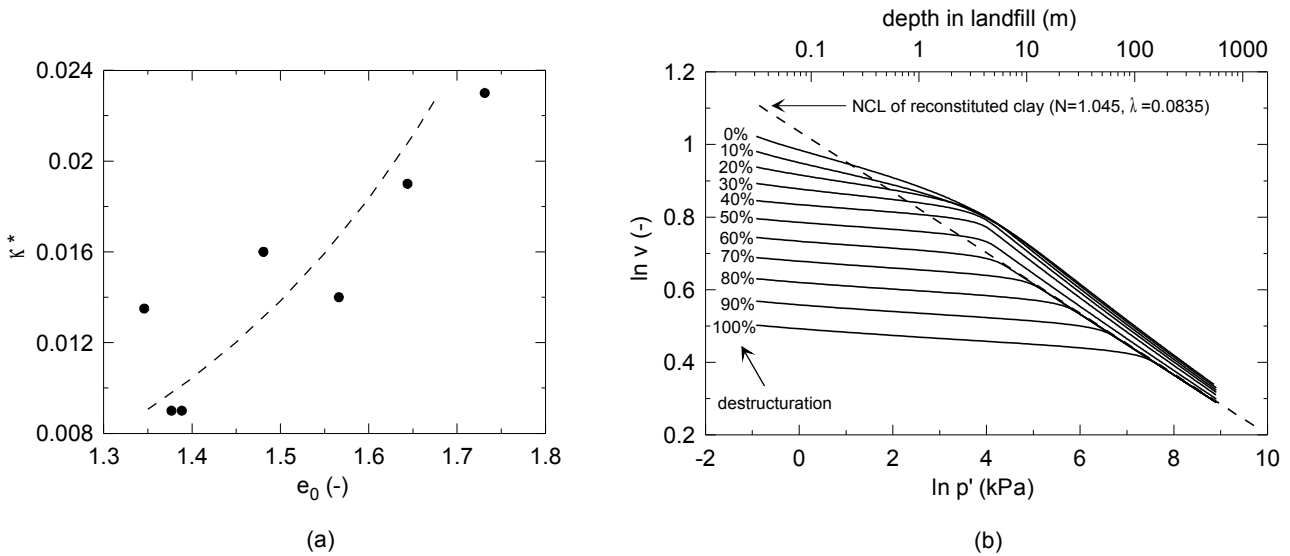 0.024
0.02
0.016
0.012
0.008
κ*
1.3 1.4 1.5 1.6 1.7 1.8
e0 (-)
(a)
depth in landfill (m)
0.1 1 10 100 1000
1.2
1
0.8
0.6
0.4
0.2
ln v (-)
NCL of reconstituted clay (N=1.045, λ=0.0835)
0%
10%
20%
30%
40%
50%
60%
70%
80%
90%
100%
destructuration
-2 0 2 4 6 8 10
ln p' (kPa)
(b)